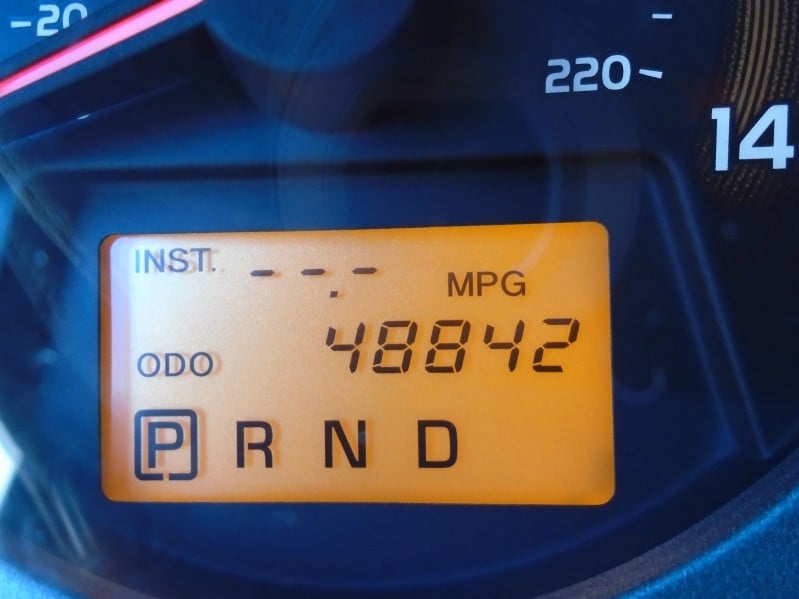 -20
220
14
INST. --.- MPG
ODO 48842
P R N D